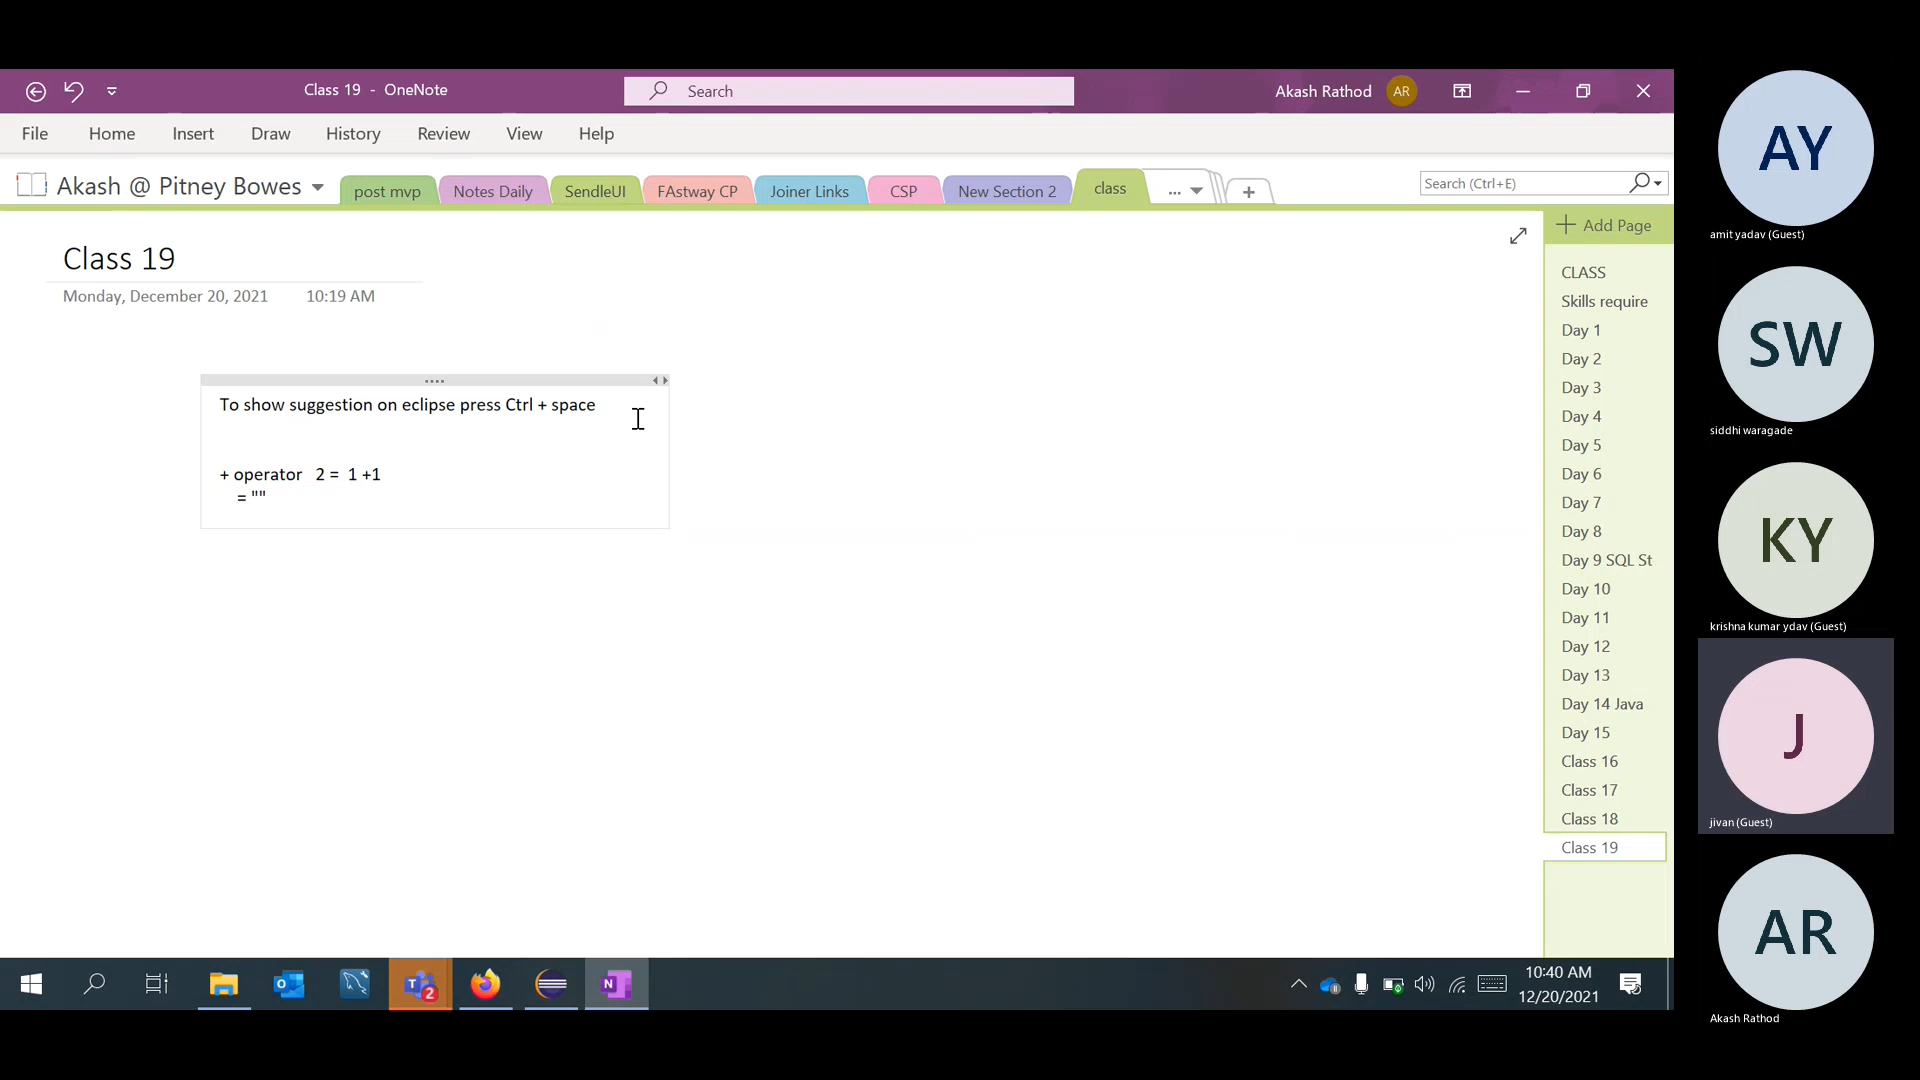 Class 19 - OneNote
Search
Akash Rathod
AR
File Home Insert Draw History Review View Help
Akash @ Pitney Bowes
post mvp
Notes Daily
SendleUI
FAstway CP
Joiner Links
CSP
New Section 2
class
...
Search (Ctrl+E)
Add Page
Class 19
Monday, December 20, 2021 10:19 AM
To show suggestion on eclipse press Ctrl + space
+ operator 2 = 1 +1
= ""
CLASS
Skills require
Day 1
Day 2
Day 3
Day 4
Day 5
Day 6
Day 7
Day 8
Day 9 SQL St
Day 10
Day 11
Day 12
Day 13
Day 14 Java
Day 15
Class 16
Class 17
Class 18
Class 19
AY
amit yadav (Guest)
SW
siddhi waragade
KY
krishna kumar ydav (Guest)
J
jivan (Guest)
AR
Akash Rathod
10:40 AM
12/20/2021
T
2
N